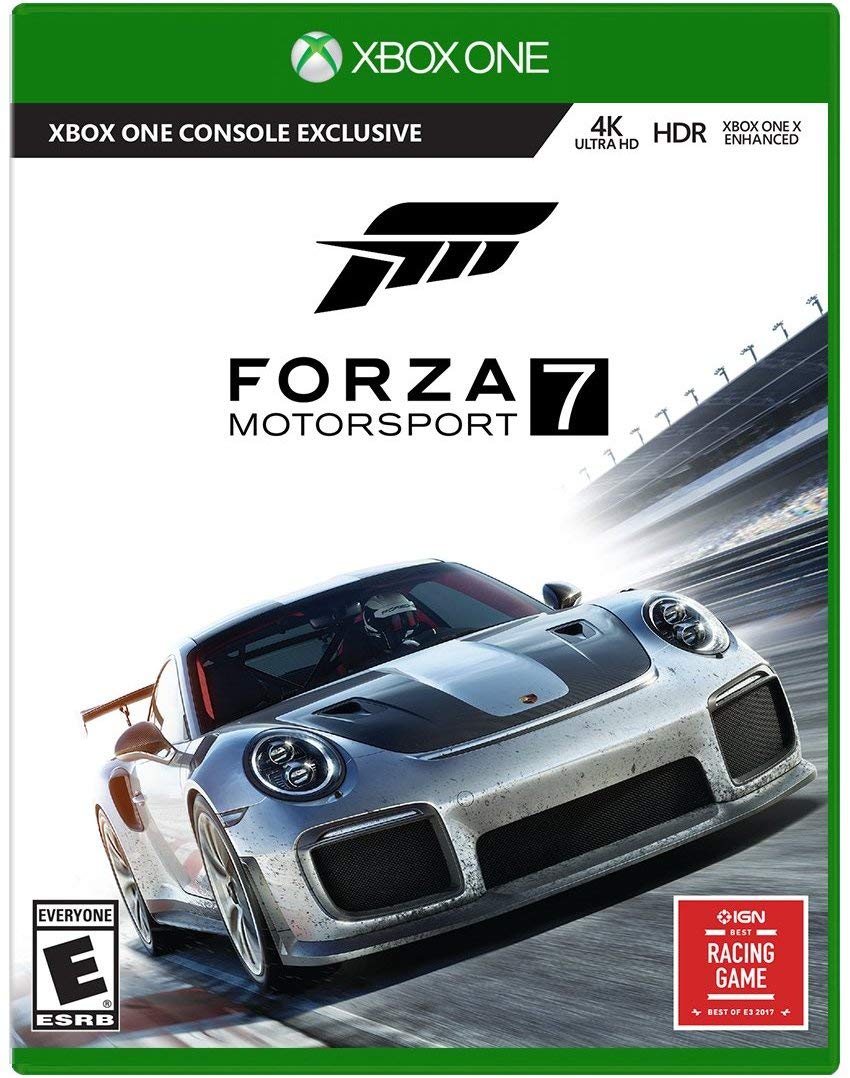 XBOX ONE
XBOX ONE CONSOLE EXCLUSIVE
4K
ULTRA HD
HDR
XBOX ONE X
ENHANCED
FORZA
MOTORSPORT 7
EVERYONE
E
ESRB
IGN
BEST
RACING
GAME
BEST OF E3 2017